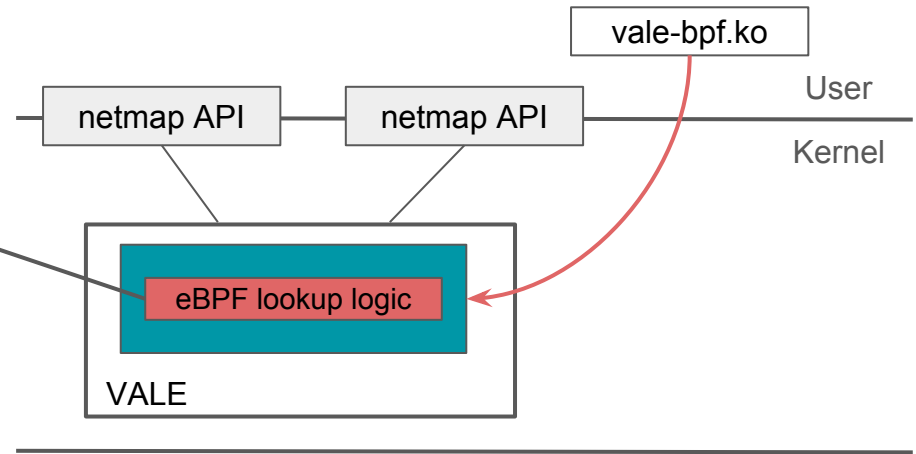 vale-bpf.ko
User
netmap API
netmap API
Kernel
eBPF lookup logic
VALE